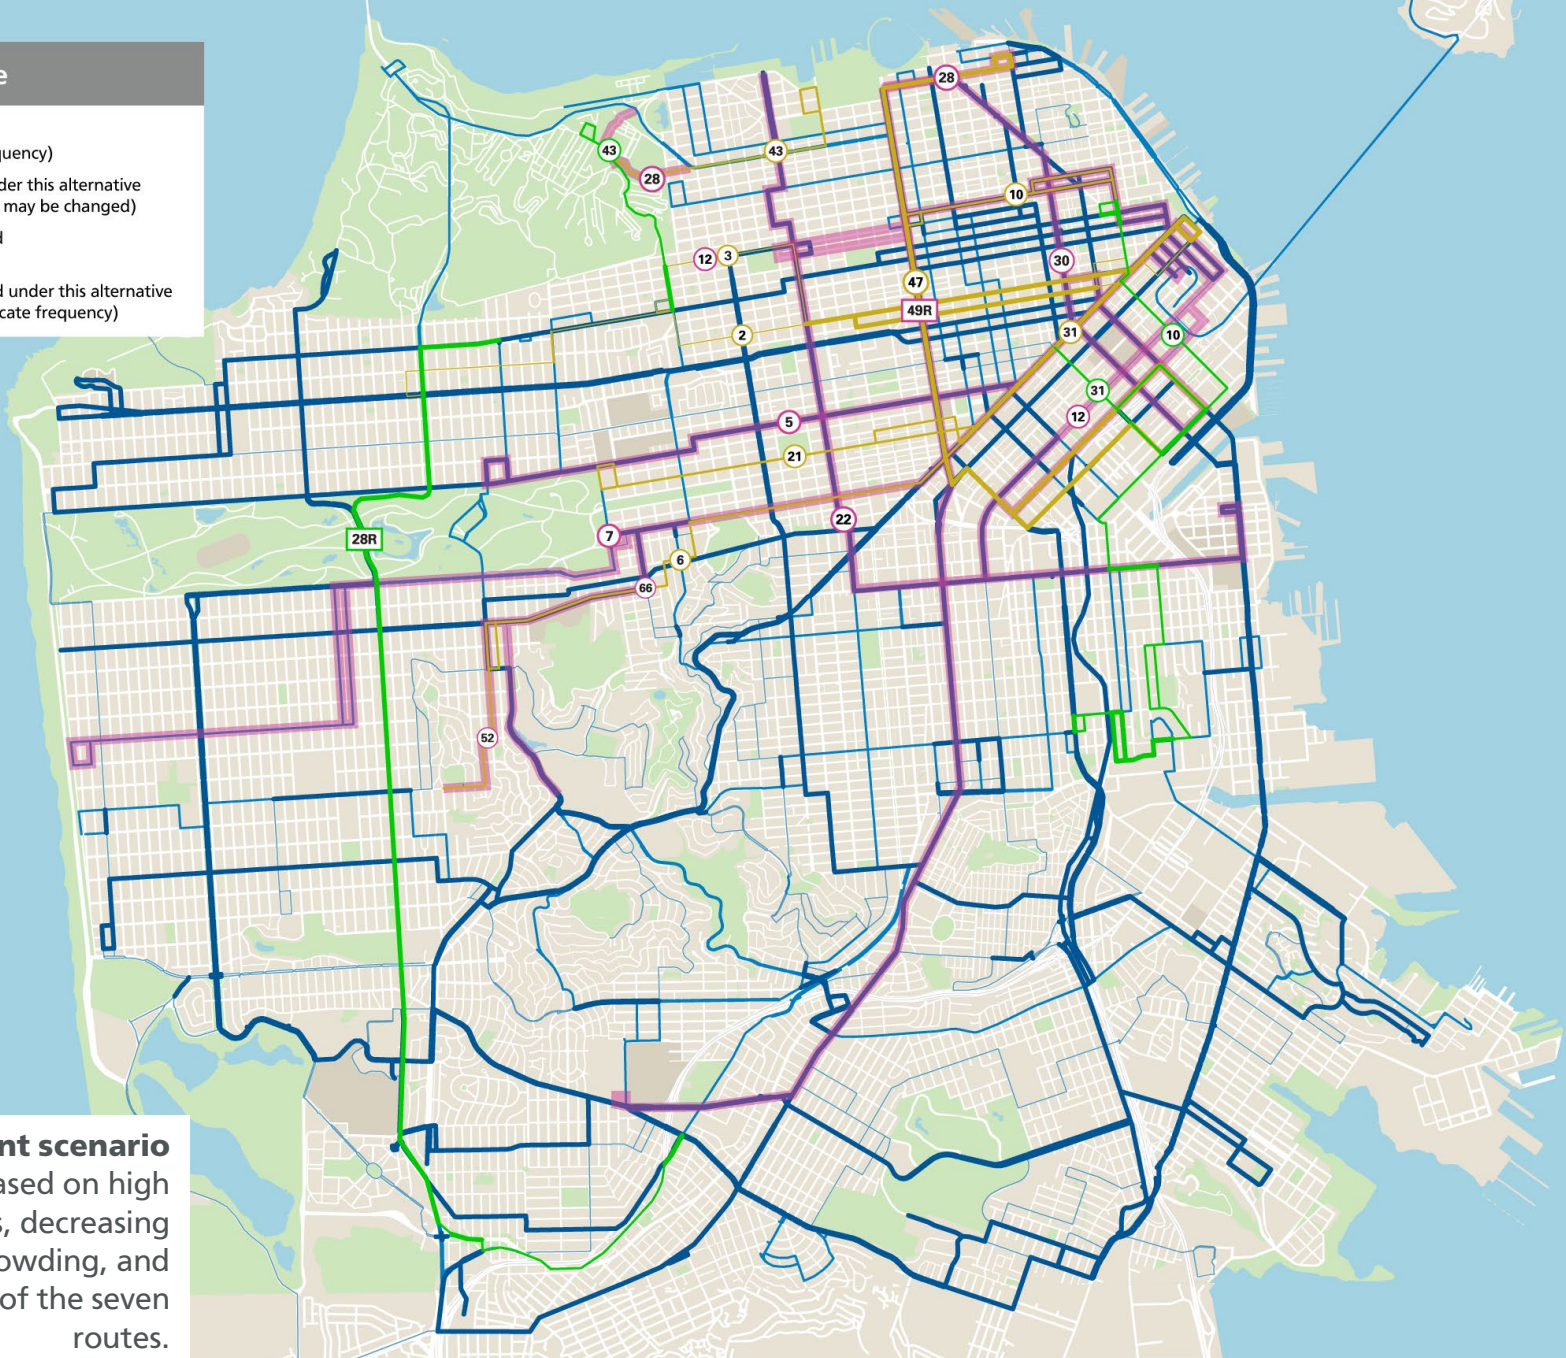 e
uency)
der this alternative
may be changed)
d
d under this alternative
cate frequency)
28
43
43
28
10
12
3
30
47
49R
2
31
10
31
12
5
21
22
28R
7
6
66
52
nt scenario
ased on high
s, decreasing
owding, and
of the seven
routes.